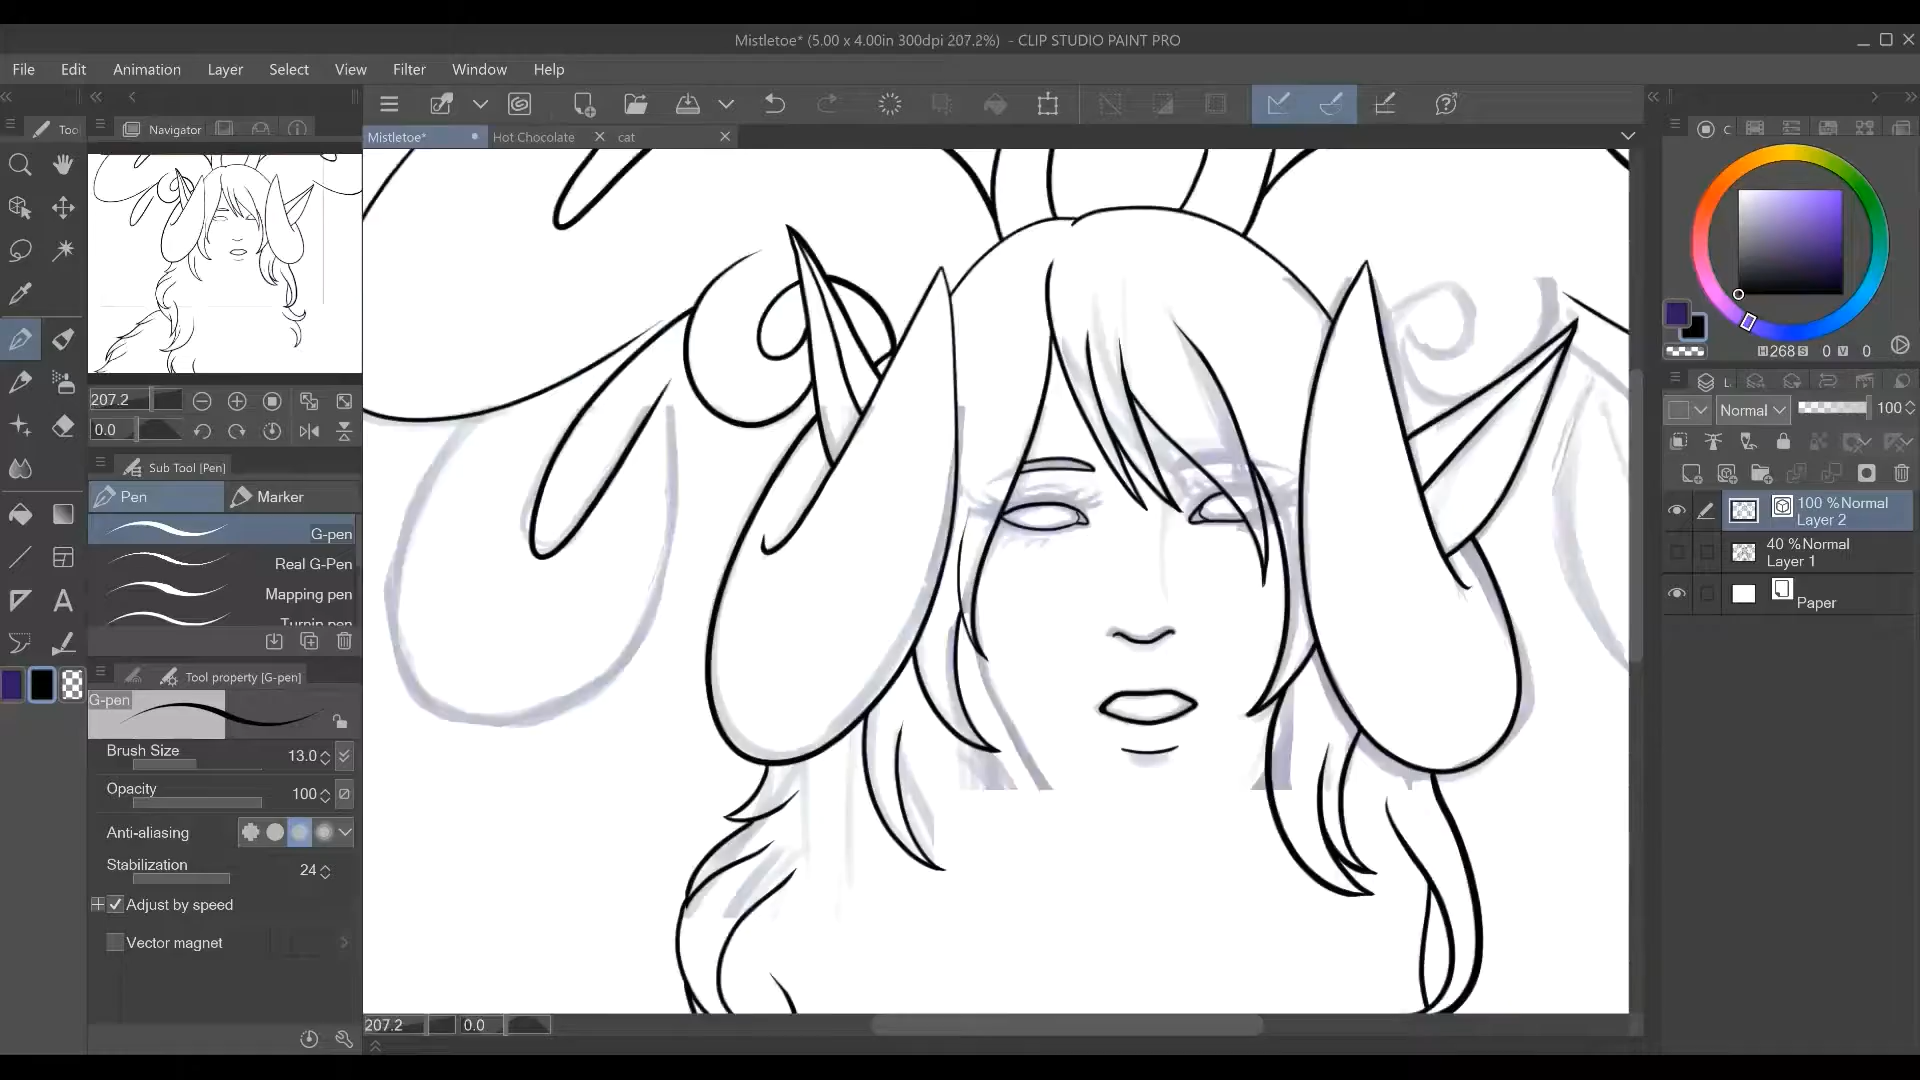 Mistletoe* (5.00 x 4.00in 300dpi 207.2%) - CLIP STUDIO PAINT PRO
File Edit Animation Layer Select View Filter Window Help
Too
Navigator
Mistletoe* Hot Chocolate cat
C
207.2
0.0
H 268 S 0 V 0
L
Normal 100
Sub Tool [Pen]
Pen Marker
G-pen
Real G-Pen
Mapping pen
Turnip pen
100 % Normal
Layer 2
40 % Normal
Layer 1
Paper
Tool property [G-pen]
G-pen
Brush Size 13.0
Opacity 100
Anti-aliasing
Stabilization 24
Adjust by speed
Vector magnet
207.2 0.0